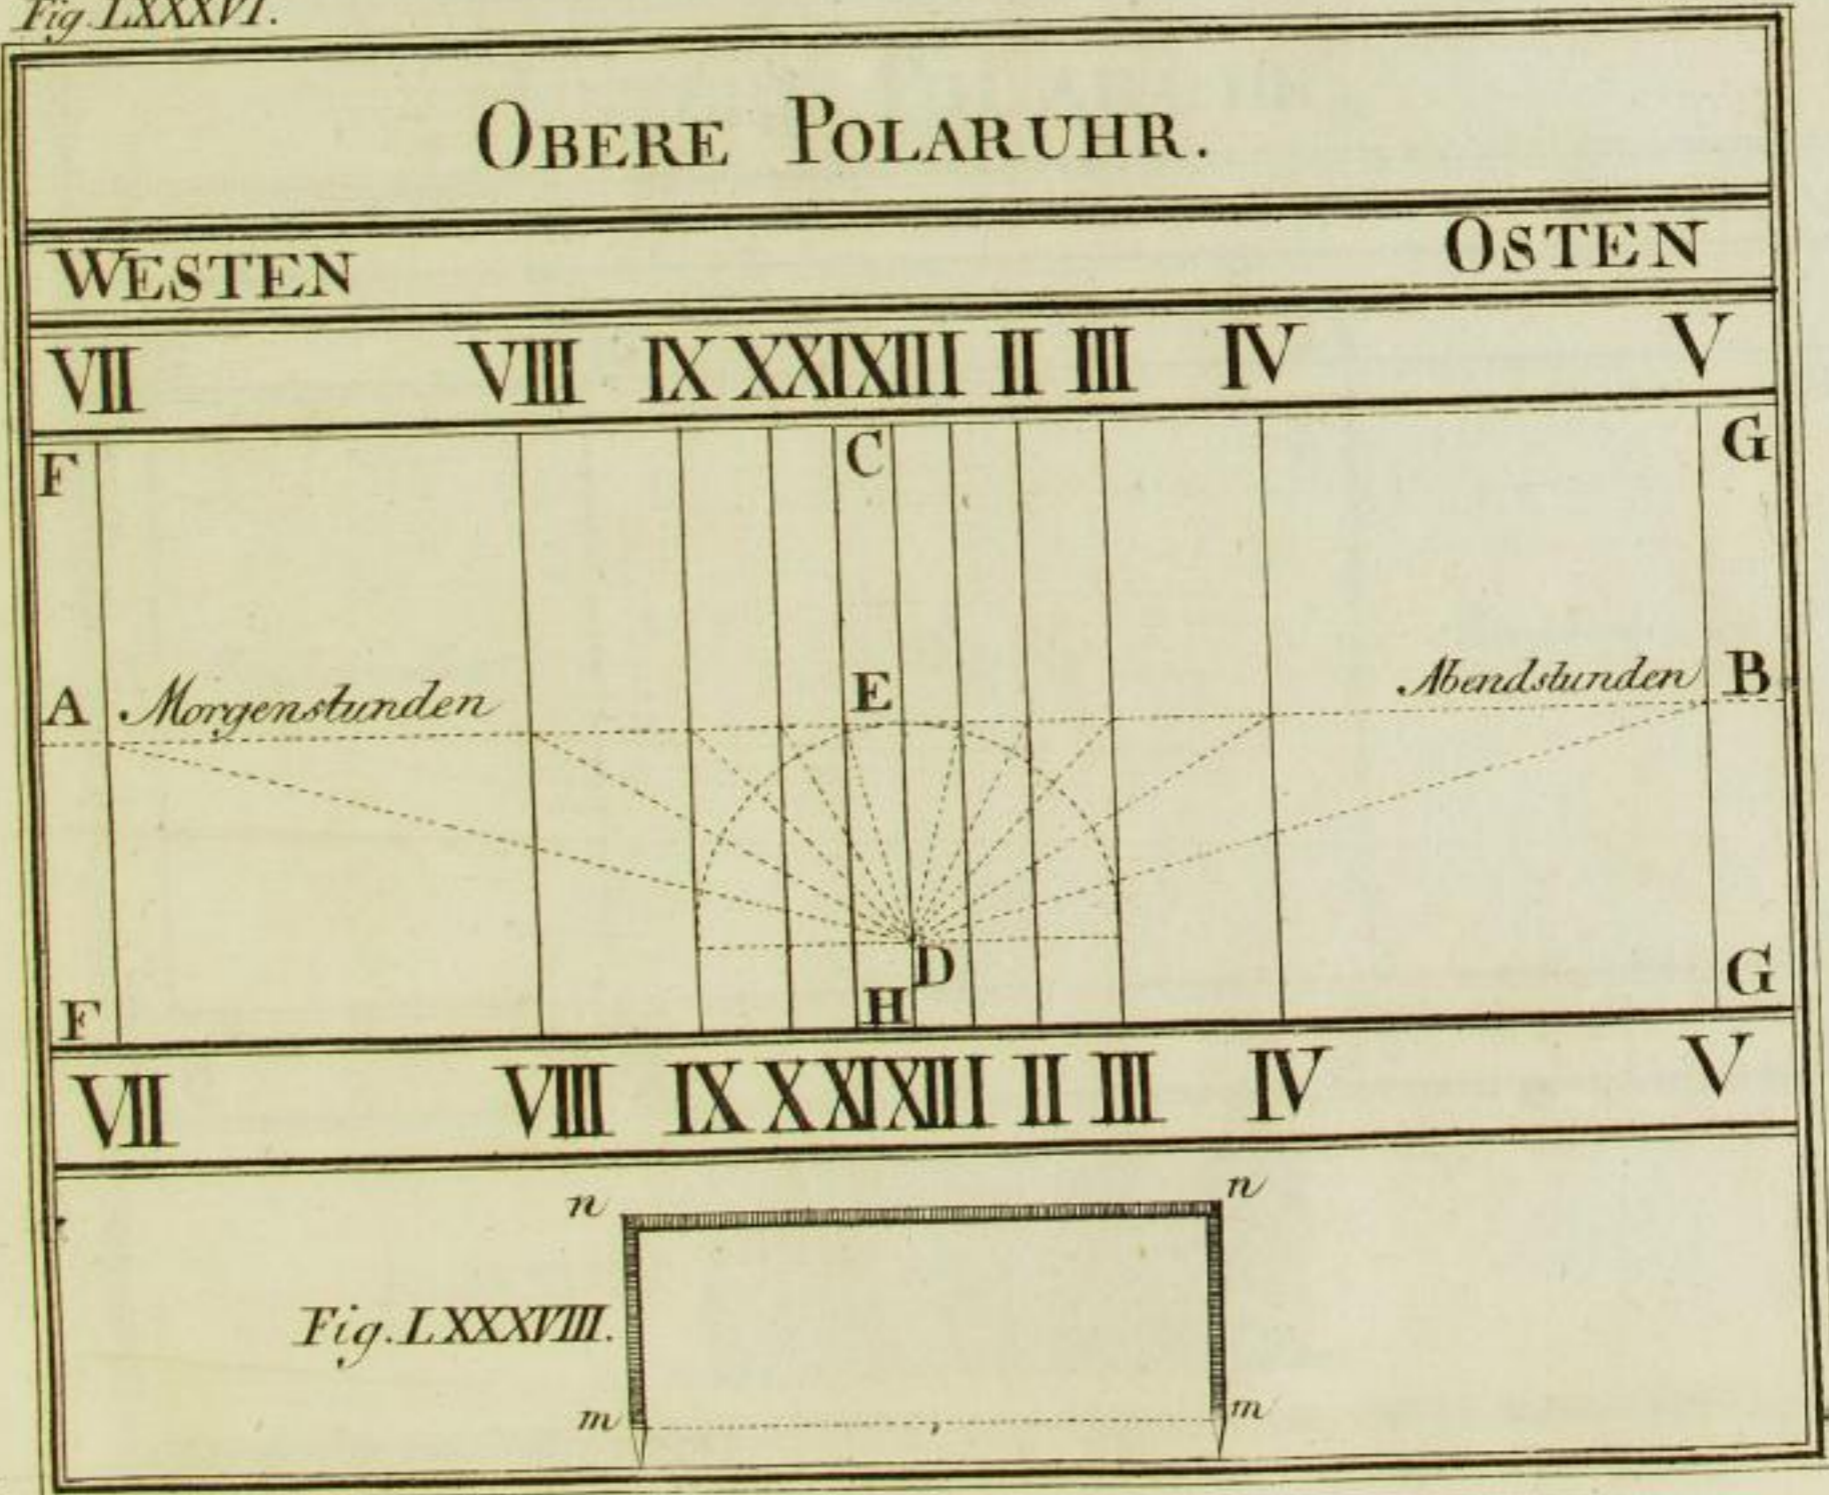 Fig. LXXXVI.
OBERE POLARUHR.
WESTEN OSTEN
VII VIII IX X XI XII I II III IV V
F C G
A Morgenstunden E Abendstunden B
D
F H G
VII VIII IX X XI XII I II III IV V
n n
Fig. LXXXVIII.
m m